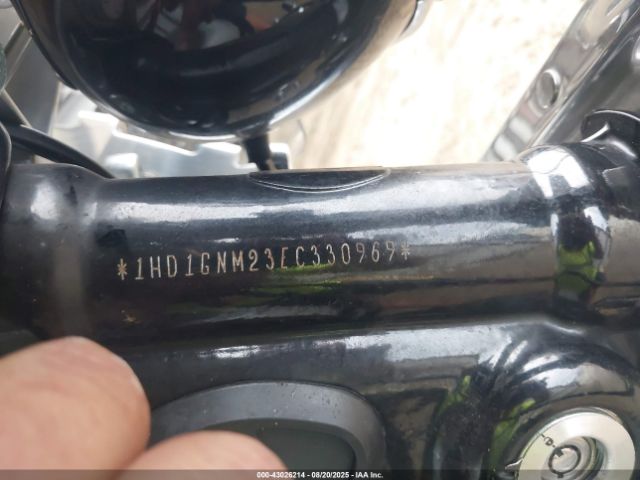 *1HD1GNM23EC330969*
000-43026214 - 08/20/2025 - IAA Inc.